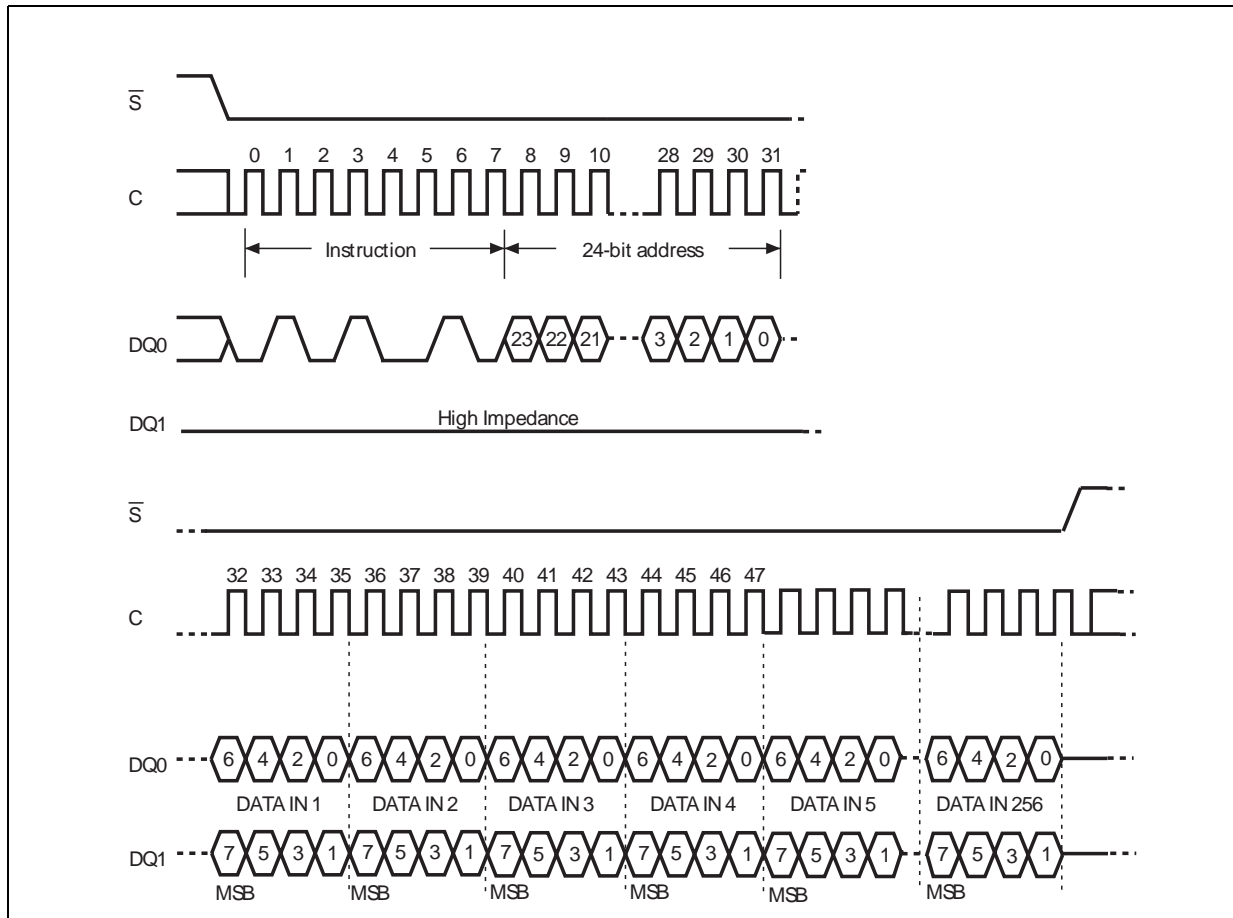 S̅
0 1 2 3 4 5 6 7 8 9 10 28 29 30 31
C
Instruction 24-bit address
DQ0 23 22 21 3 2 1 0
High Impedance
DQ1
S̅
32 33 34 35 36 37 38 39 40 41 42 43 44 45 46 47
C
DQ0 6 4 2 0 6 4 2 0 6 4 2 0 6 4 2 0 6 4 2 0 6 4 2 0
DATA IN 1 DATA IN 2 DATA IN 3 DATA IN 4 DATA IN 5 DATA IN 256
DQ1 7 5 3 1 7 5 3 1 7 5 3 1 7 5 3 1 7 5 3 1 7 5 3 1
MSB MSB MSB MSB MSB MSB